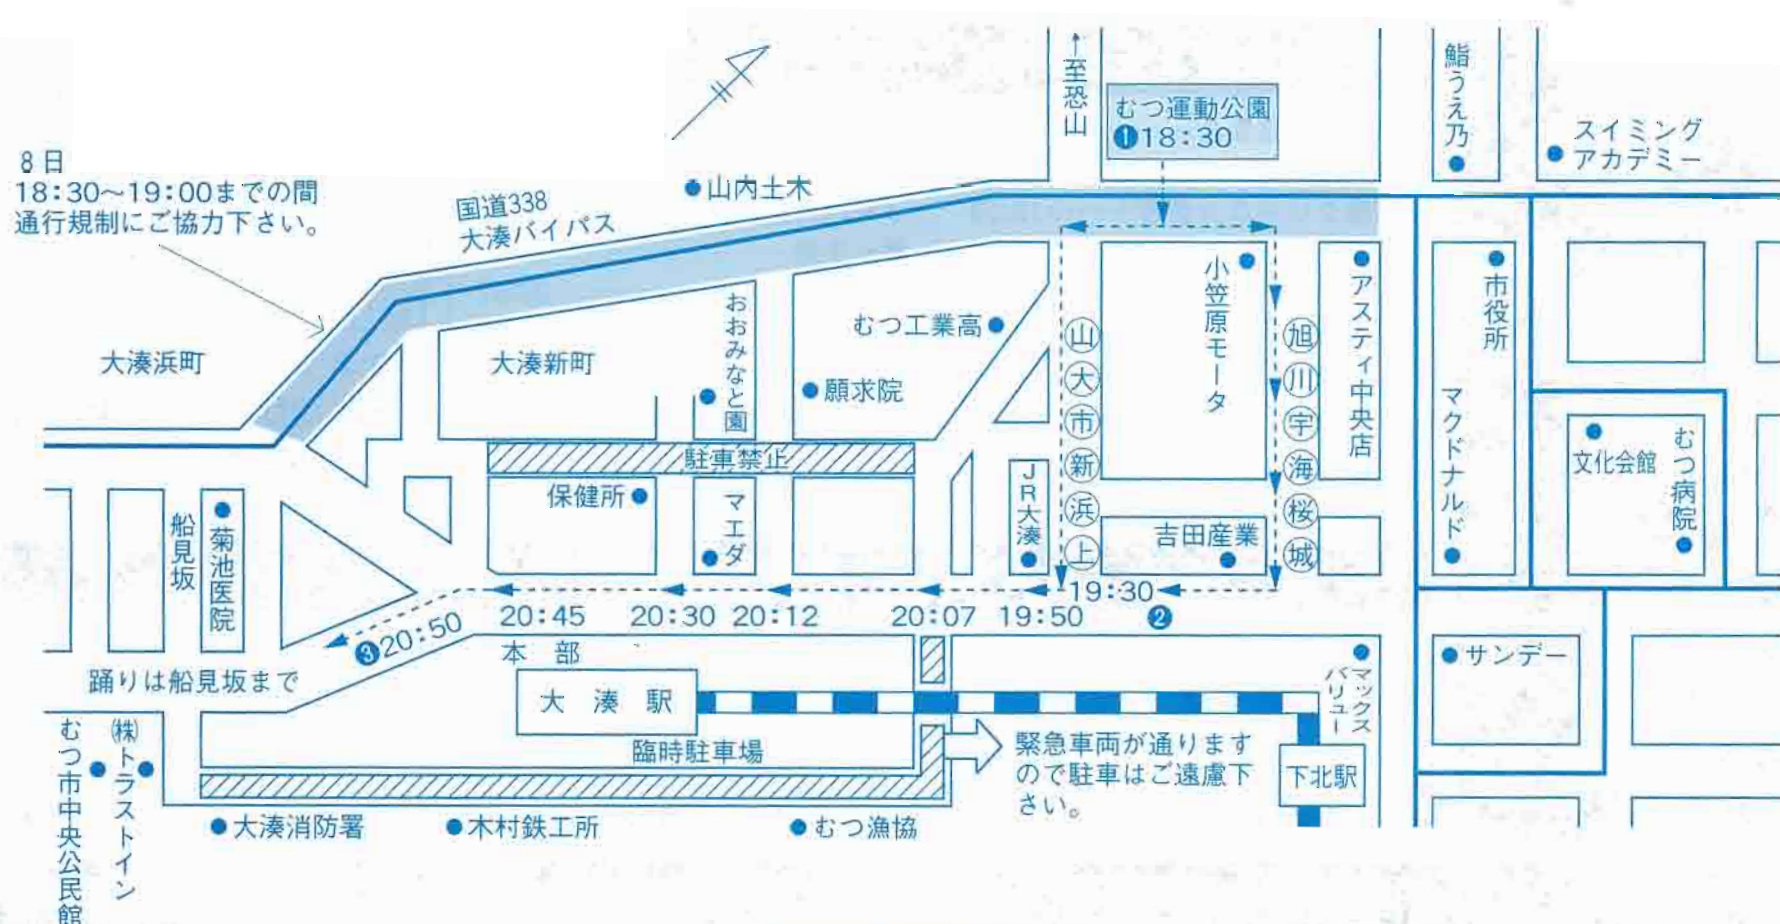 ↑至恐山
むつ運動公園
❶18:30
鮨うえ乃
スイミング
アカデミー
8日
18:30～19:00までの間
通行規制にご協力下さい。
国道338
大湊バイパス
山内土木
大湊浜町
大湊新町
おおみなと園
むつ工業高
願求院
山大市新浜上
小笠原モータ
旭川宇海桜城
アスティ中央店
市役所
マクドナルド
文化会館
むつ病院
駐車禁止
保健所
マエダ
JR大湊
吉田産業
船見坂
菊池医院
❸20:50
20:45
20:30
20:12
20:07
19:50
19:30
❷
本部
踊りは船見坂まで
大湊駅
マックスバリュー
サンデー
臨時駐車場
緊急車両が通ります
ので駐車はご遠慮下
さい。
下北駅
むつ市中央公民館
㈱トラストイン
大湊消防署
木村鉄工所
むつ漁協